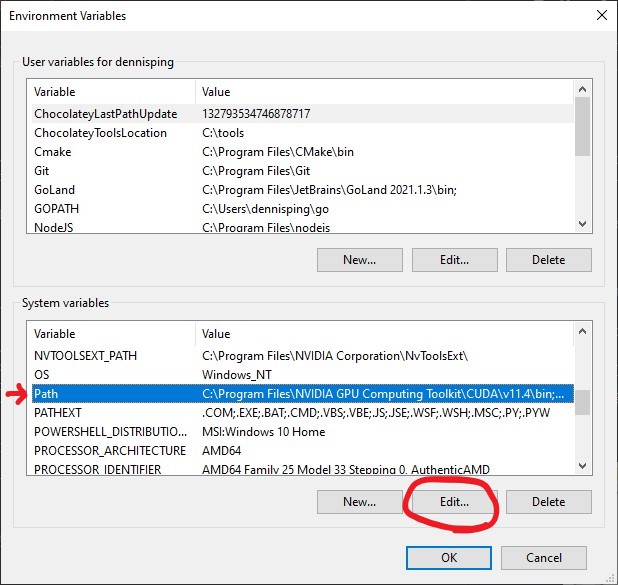 Environment Variables
User variables for dennisping
Variable Value
ChocolateyLastPathUpdate 132793534746878717
ChocolateyToolsLocation C:\tools
Cmake C:\Program Files\CMake\bin
Git C:\Program Files\Git
GoLand C:\Program Files\JetBrains\GoLand 2021.1.3\bin;
GOPATH C:\Users\dennisping\go
NodeJS C:\Program Files\nodejs
New... Edit... Delete
System variables
Variable Value
NVTOOLSEXT_PATH C:\Program Files\NVIDIA Corporation\NvToolsExt\
OS Windows_NT
Path C:\Program Files\NVIDIA GPU Computing Toolkit\CUDA\v11.4\bin;...
PATHEXT .COM;.EXE;.BAT;.CMD;.VBS;.VBE;.JS;.JSE;.WSF;.WSH;.MSC;.PY;.PYW
POWERSHELL_DISTRIBUTIO... MSI:Windows 10 Home
PROCESSOR_ARCHITECTURE AMD64
PROCESSOR_IDENTIFIER AMD64 Family 25 Model 33 Stepping 0, AuthenticAMD
New... Edit... Delete
OK Cancel